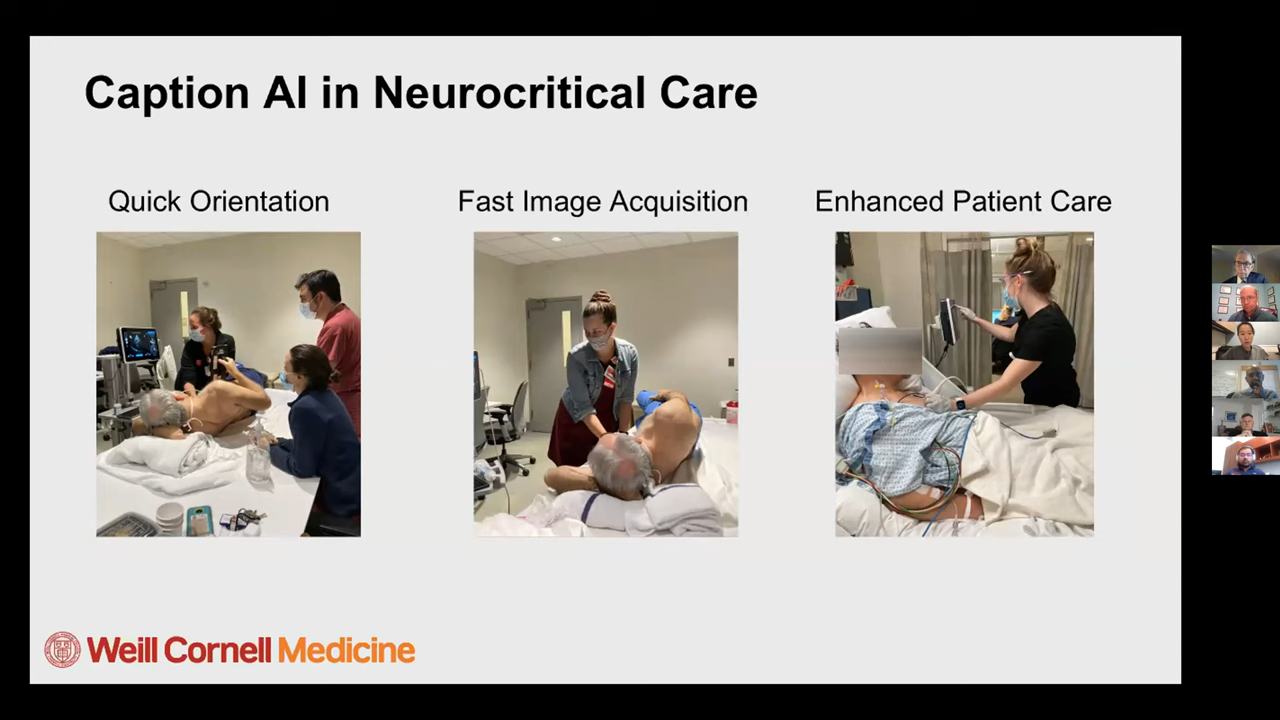 Caption AI in Neurocritical Care
Quick Orientation
Fast Image Acquisition
Enhanced Patient Care
Weill Cornell Medicine